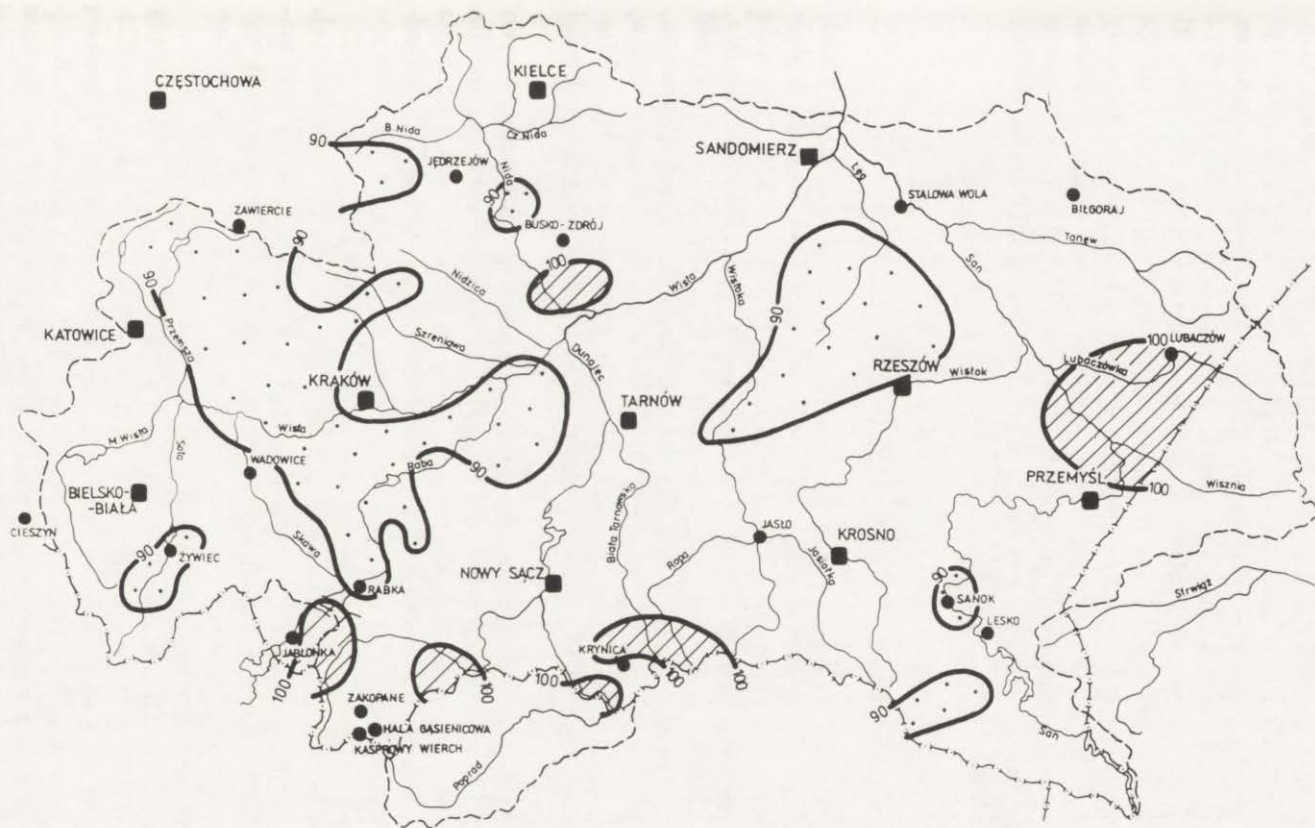 KIELCE
CZĘSTOCHOWA
90
B. Nida
Cz. Nida
SANDOMIERZ
JĘDRZEJÓW
Nida
Łęg
90
STALOWA WOLA
BIŁGORAJ
ZAWIERCIE
BUSKO-ZDRÓJ
Tanew
90
100
San
Nidzica
Wisła
Wisłoka
90
90
Przemsza
KATOWICE
Szreniawa
Dunajec
100
LUBACZÓW
Lubaczówka
KRAKÓW
RZESZÓW
Wisłok
TARNÓW
Wisła
M. Wisła
Soła
WADOWICE
Raba
90
PRZEMYŚL
100
Wisznia
BIELSKO-
-BIAŁA
CIESZYN
Skawa
Biała Tarnowska
JASŁO
KROSNO
90
ŻYWIEC
Ropa
Jasiołka
NOWY SĄCZ
RABKA
90
SANOK
Strwiąż
LESKO
JABŁONKA
KRYNICA
100
100
100
100
100
ZAKOPANE
90
HALA GĄSIENICOWA
KASPROWY WIERCH
San
Poprad